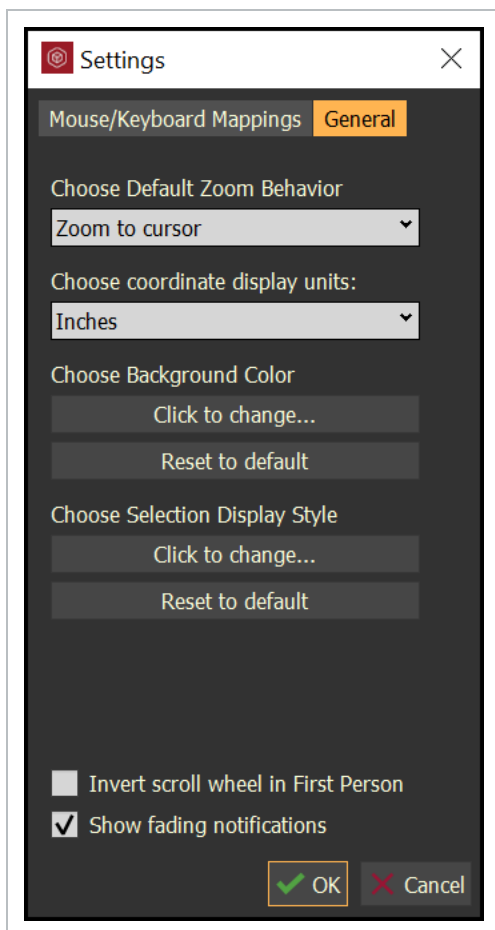 Settings
Mouse/Keyboard Mappings General
Choose Default Zoom Behavior
Zoom to cursor
Choose coordinate display units:
Inches
Choose Background Color
Click to change...
Reset to default
Choose Selection Display Style
Click to change...
Reset to default
Invert scroll wheel in First Person
Show fading notifications
OK Cancel